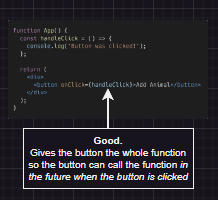 function App() {
const handleClick = () => {
console.log('Button was clicked!');
};
return (
<div>
<button onClick={handleClick}>Add Animal</button>
</div>
);
Good.
Gives the button the whole function
so the button can call the function in
the future when the button is clicked